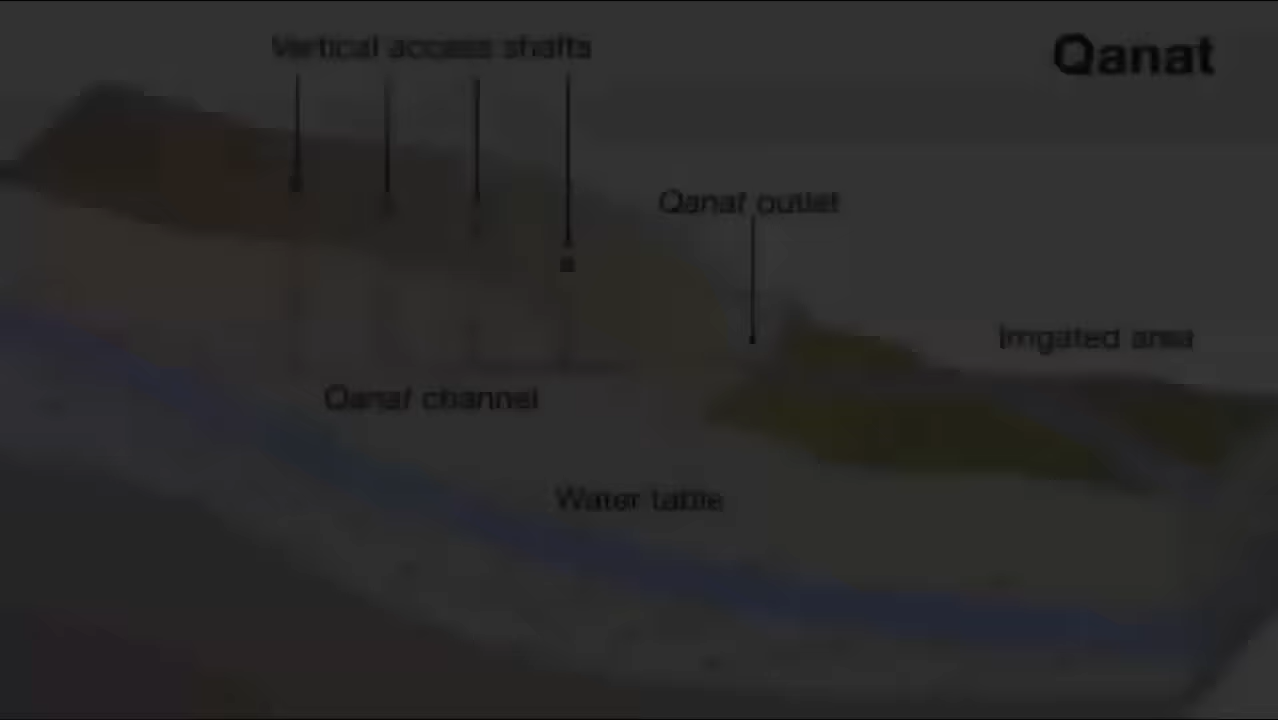 Vertical access shafts
Qanat
Qanat outlet
Irrigated area
Qanat channel
Water table